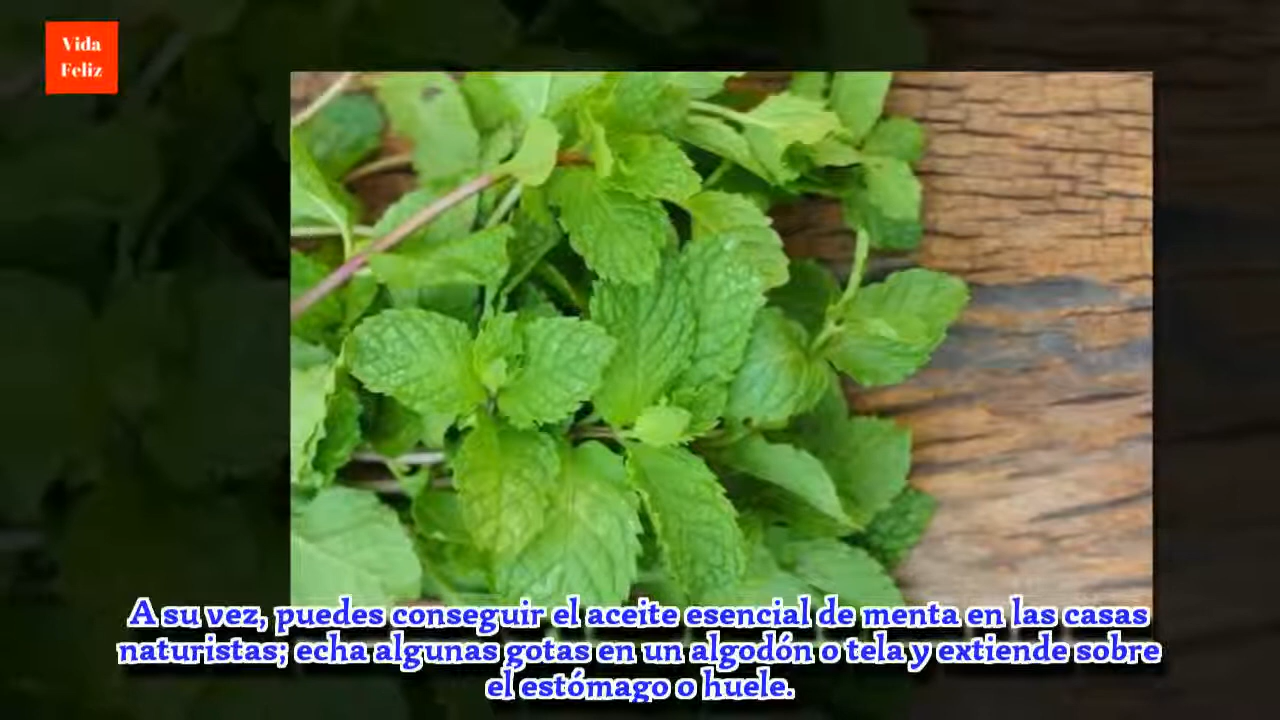 Vida
Feliz
A su vez, puedes conseguir el aceite esencial de menta en las casas
naturistas; echa algunas gotas en un algodón o tela y extiende sobre
el estómago o huele.